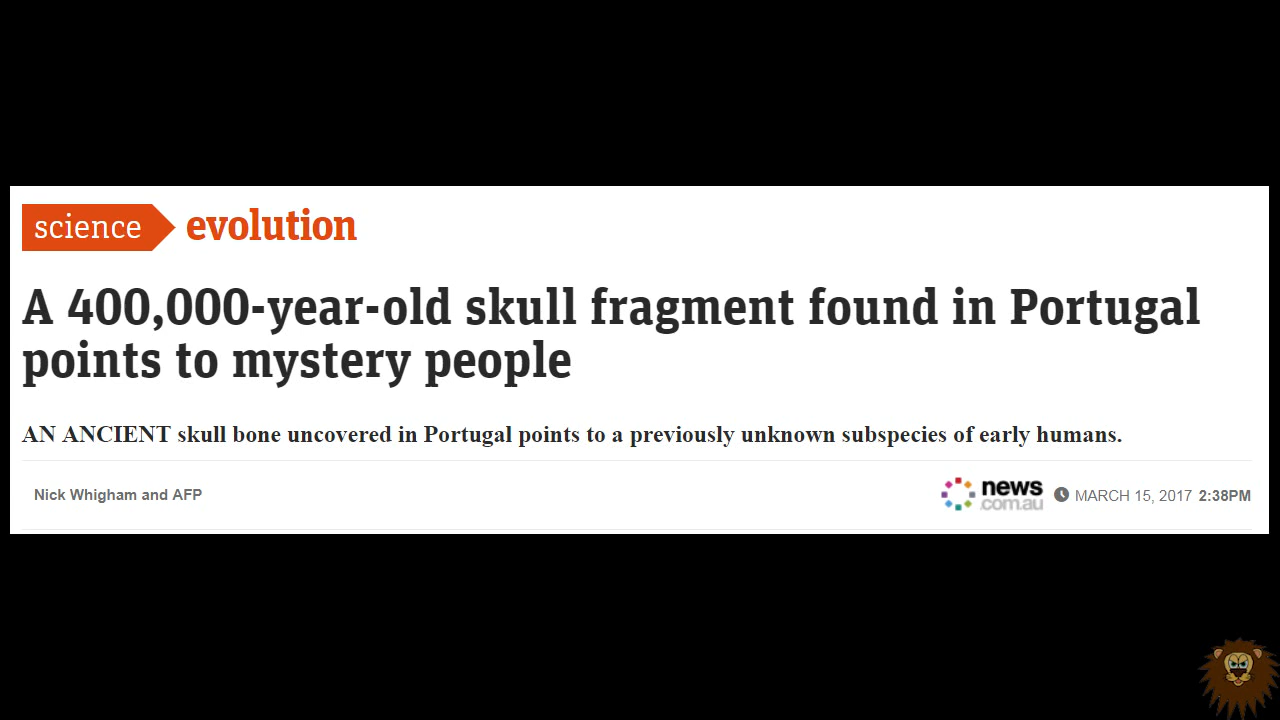 science evolution
A 400,000-year-old skull fragment found in Portugal
points to mystery people
AN ANCIENT skull bone uncovered in Portugal points to a previously unknown subspecies of early humans.
Nick Whigham and AFP
news
.com.au
MARCH 15, 2017 2:38PM